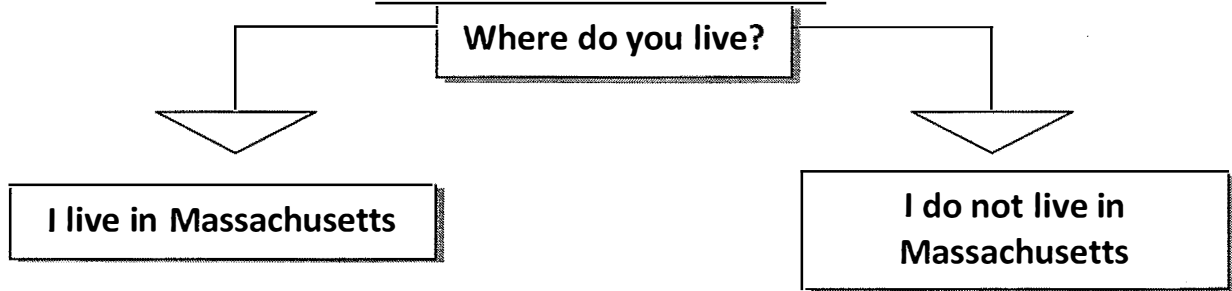 Where do you live?
I live in Massachusetts
I do not live in
Massachusetts